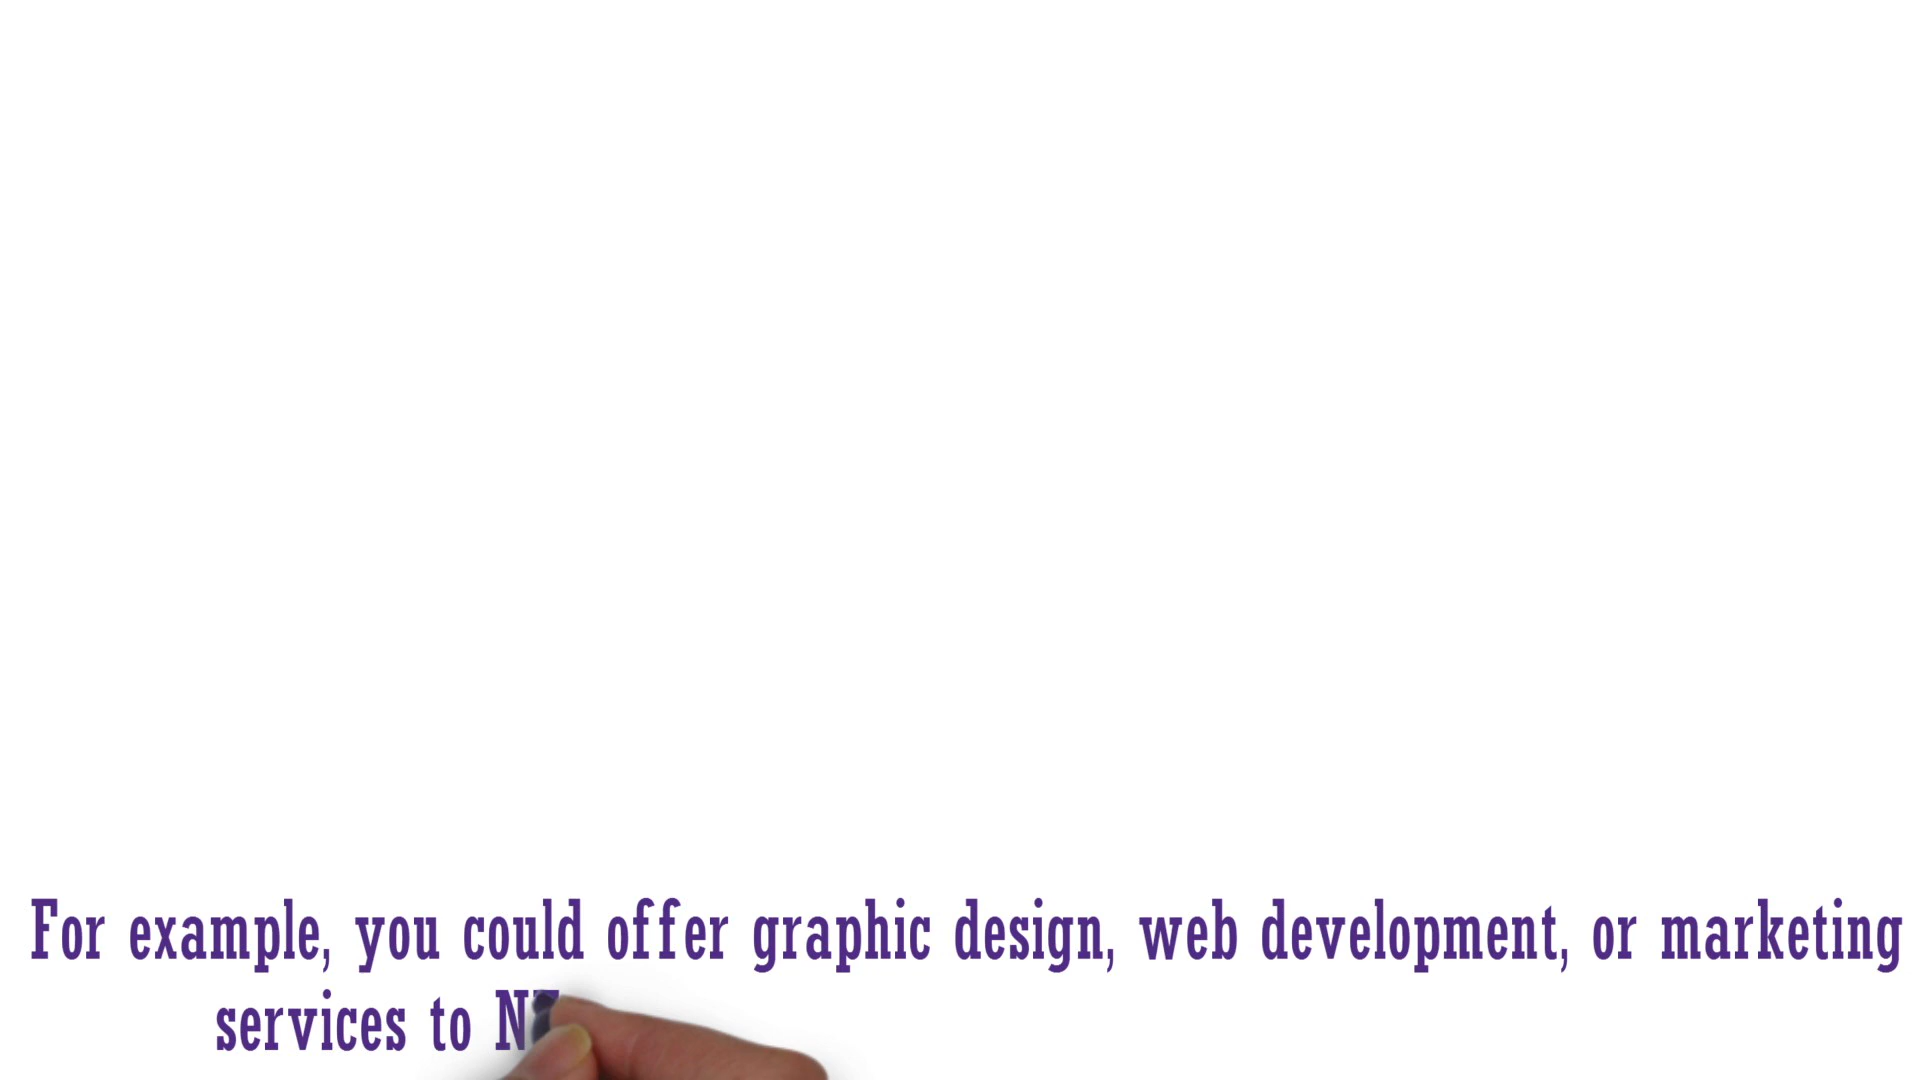 For example, you could offer graphic design, web development, or marketing
services to